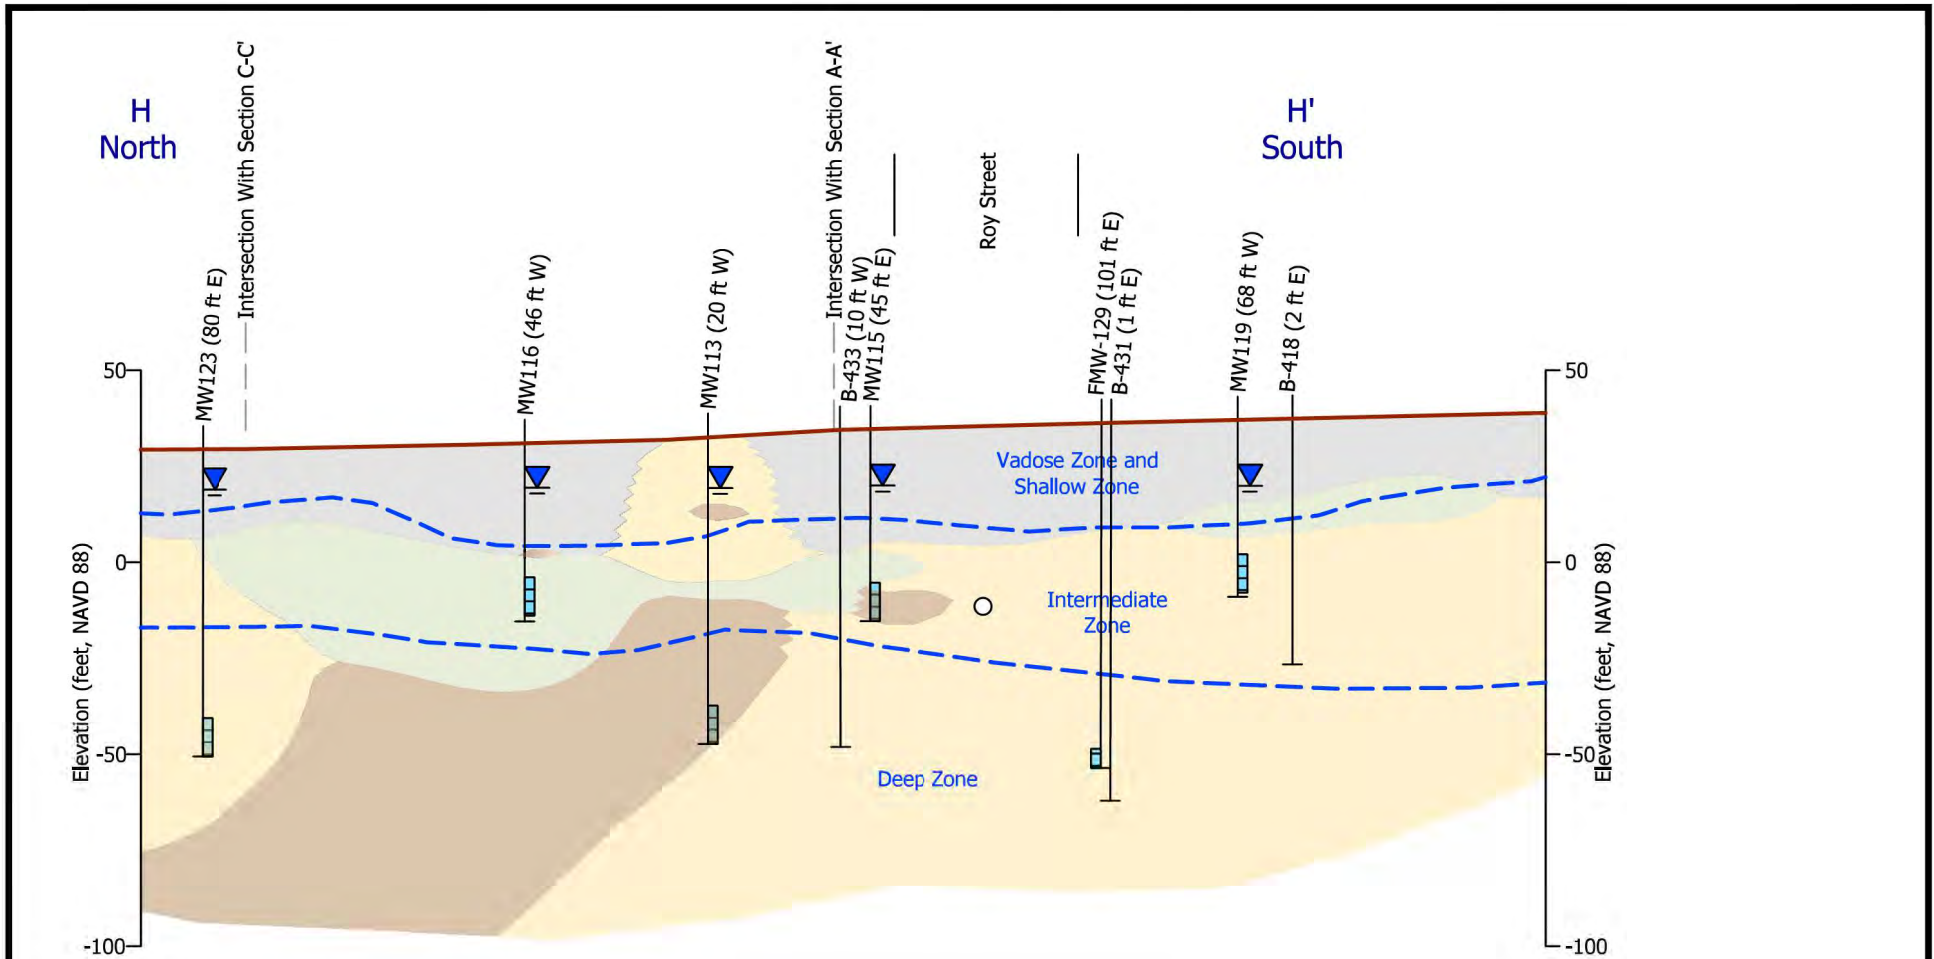 H
North
Intersection With Section C-C'
Intersection With Section A-A'
Roy Street
H'
South
MW123 (80 ft E)
MW116 (46 ft W)
MW113 (20 ft W)
B-433 (10 ft W)
MW115 (45 ft E)
FMW-129 (101 ft E)
B-431 (1 ft E)
MW119 (68 ft W)
B-418 (2 ft E)
50
0
-50
-100
Elevation (feet, NAVD 88)
Vadose Zone and
Shallow Zone
Intermediate
Zone
Deep Zone
50
0
-50
-100
Elevation (feet, NAVD 88)